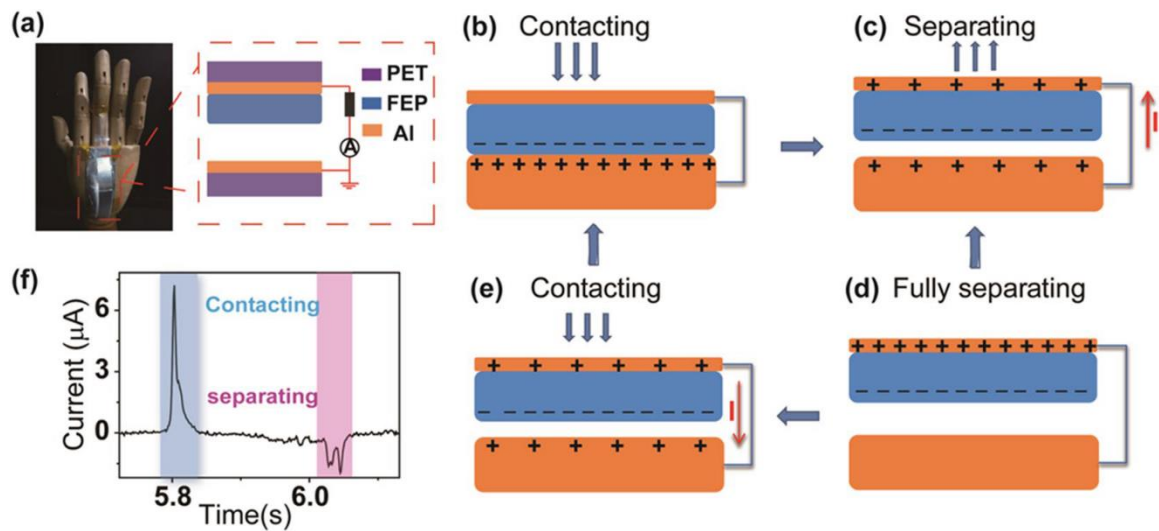 (a)
PET
FEP
Al
A
(b) Contacting
+ + + + + + + + + + + +
(c) Separating
+ + + + + +
I
+ + + + + +
(f)
Current (μA)
6
3
0
Contacting
separating
5.8 6.0
Time(s)
(e) Contacting
+ + + + + +
I
+ + + + + +
(d) Fully separating
+ + + + + + + + + + + +